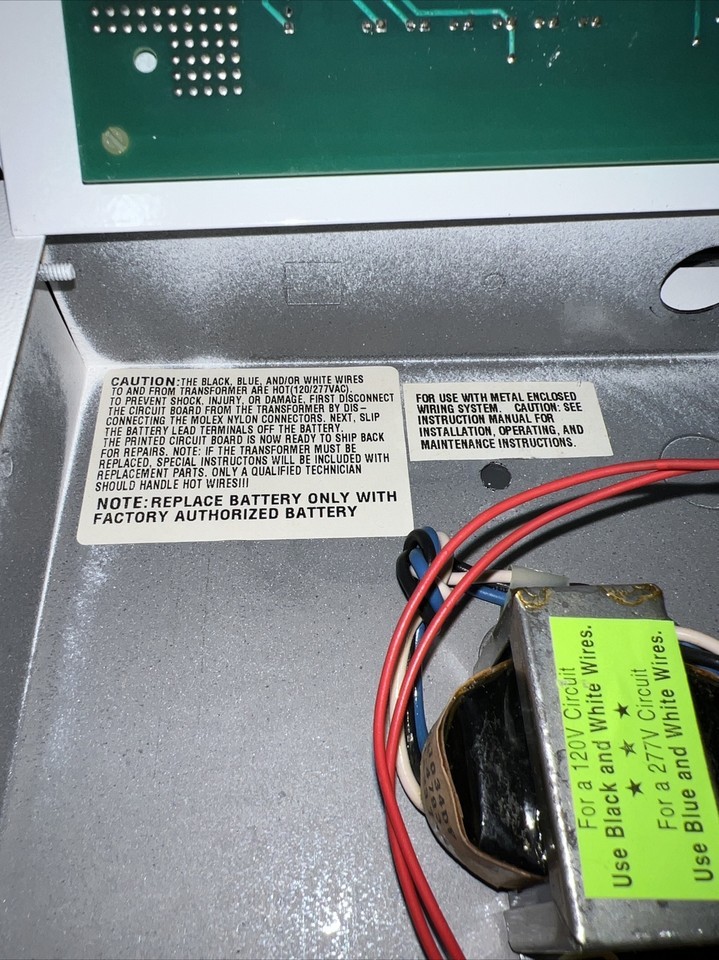 CAUTION:THE BLACK, BLUE, AND/OR WHITE WIRES
TO AND FROM TRANSFORMER ARE HOT(120/277VAC).
TO PREVENT SHOCK, INJURY, OR DAMAGE, FIRST DISCONNECT
THE CIRCUIT BOARD FROM THE TRANSFORMER BY DIS–
CONNECTING THE MOLEX NYLON CONNECTORS. NEXT, SLIP
THE BATTERY LEAD TERMINALS OFF THE BATTERY.
THE PRINTED CIRCUIT BOARD IS NOW READY TO SHIP BACK
FOR REPAIRS. NOTE: IF THE TRANSFORMER MUST BE
REPLACED, SPECIAL INSTRUCTONS WILL BE INCLUDED WITH
REPLACEMENT PARTS. ONLY A QUALIFIED TECHNICIAN
SHOULD HANDLE HOT WIRES!!!
NOTE:REPLACE BATTERY ONLY WITH
FACTORY AUTHORIZED BATTERY
FOR USE WITH METAL ENCLOSED
WIRING SYSTEM. CAUTION: SEE
INSTRUCTION MANUAL FOR
INSTALLATION, OPERATING, AND
MAINTENANCE INSTRUCTIONS.
For a 120V Circuit
Use Black and White Wires.
★ ★ ★
For a 277V Circuit
Use Blue and White Wires.